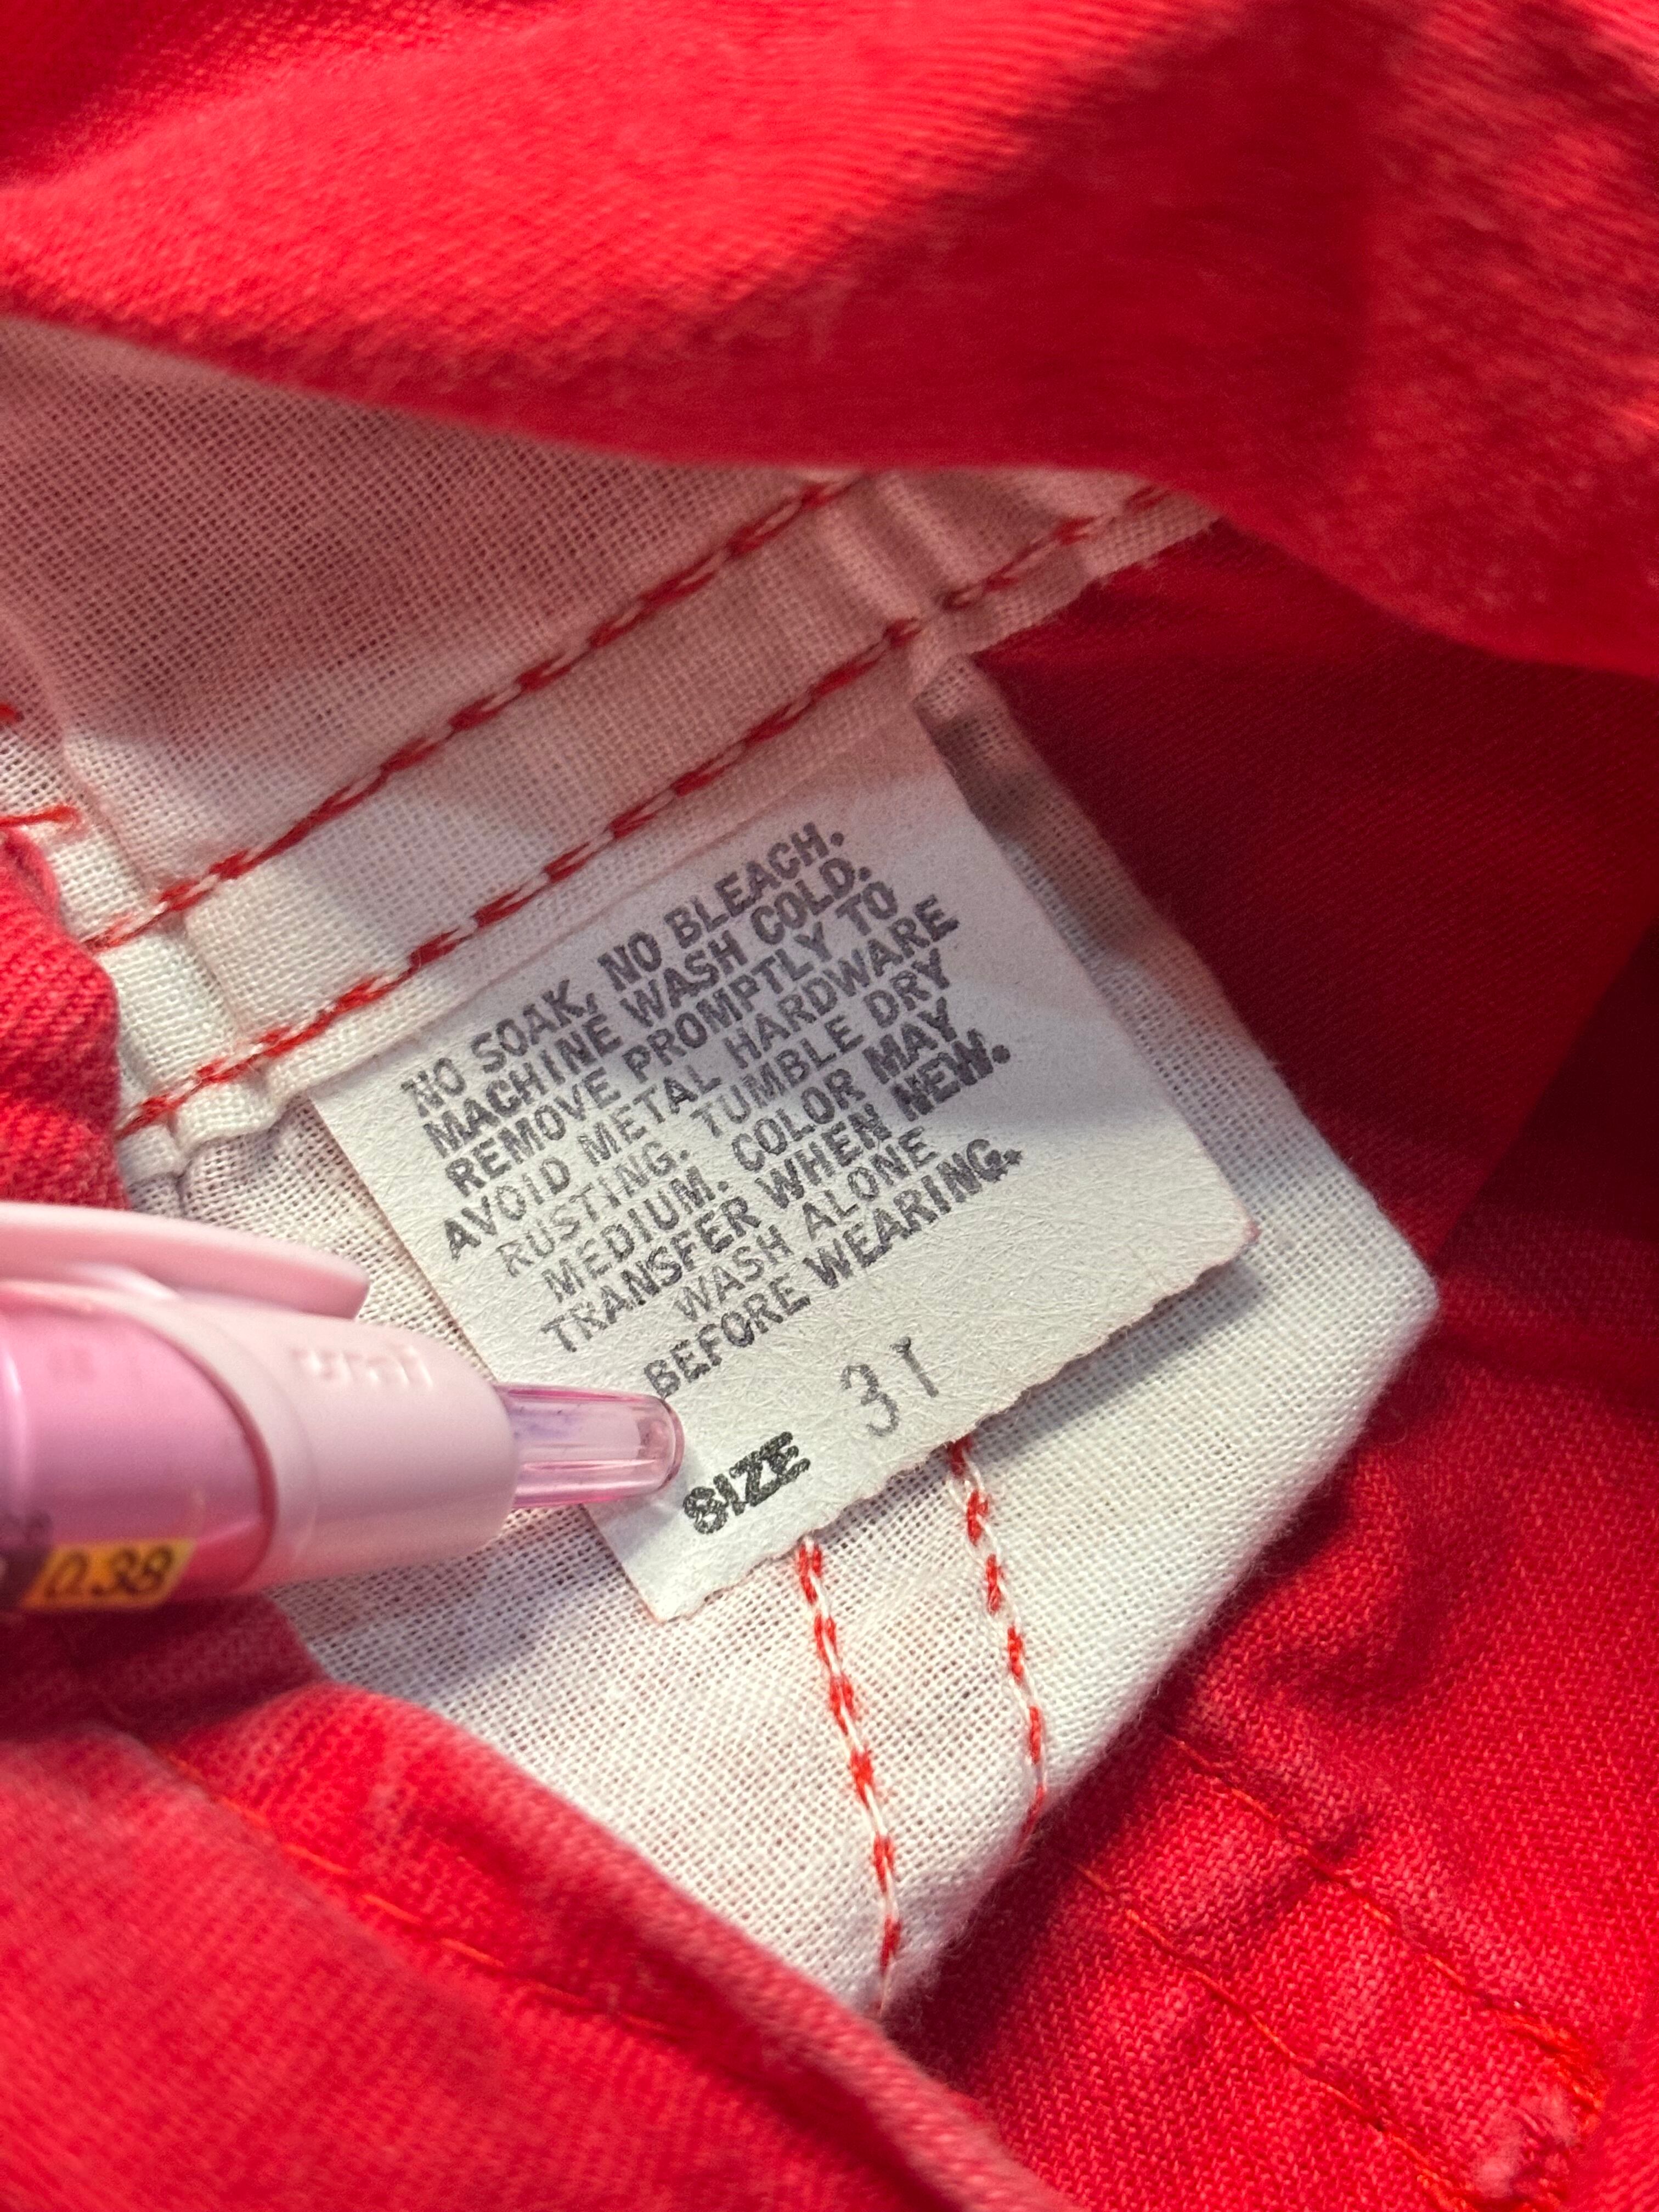 NO SOAK, NO BLEACH.
MACHINE WASH COLD.
REMOVE PROMPTLY TO
AVOID METAL HARDWARE
RUSTING. TUMBLE DRY
MEDIUM. COLOR MAY
TRANSFER WHEN NEW.
WASH ALONE
BEFORE WEARING.
SIZE 31
uni
0.38